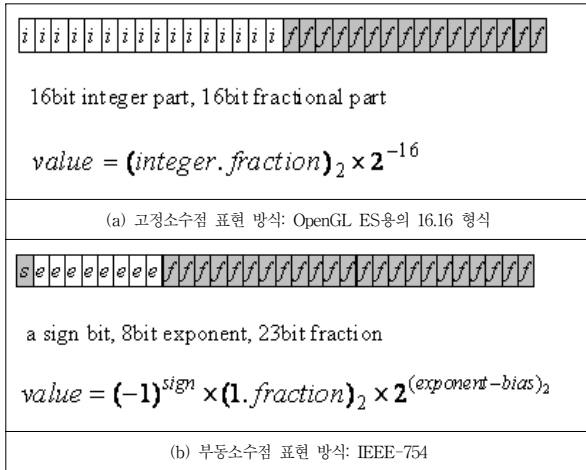 i i i i i i i i i i i i i i i i f f f f f f f f f f f f f f f f
16bit integer part, 16bit fractional part
value = (integer.fraction)₂ × 2⁻¹⁶
(a) 고정소수점 표현 방식: OpenGL ES용의 16.16 형식
s e e e e e e e e f f f f f f f f f f f f f f f f f f f f f f f
a sign bit, 8bit exponent, 23bit fraction
value = (-1)^sign × (1.fraction)₂ × 2^(exponent-bias)₂
(b) 부동소수점 표현 방식: IEEE-754